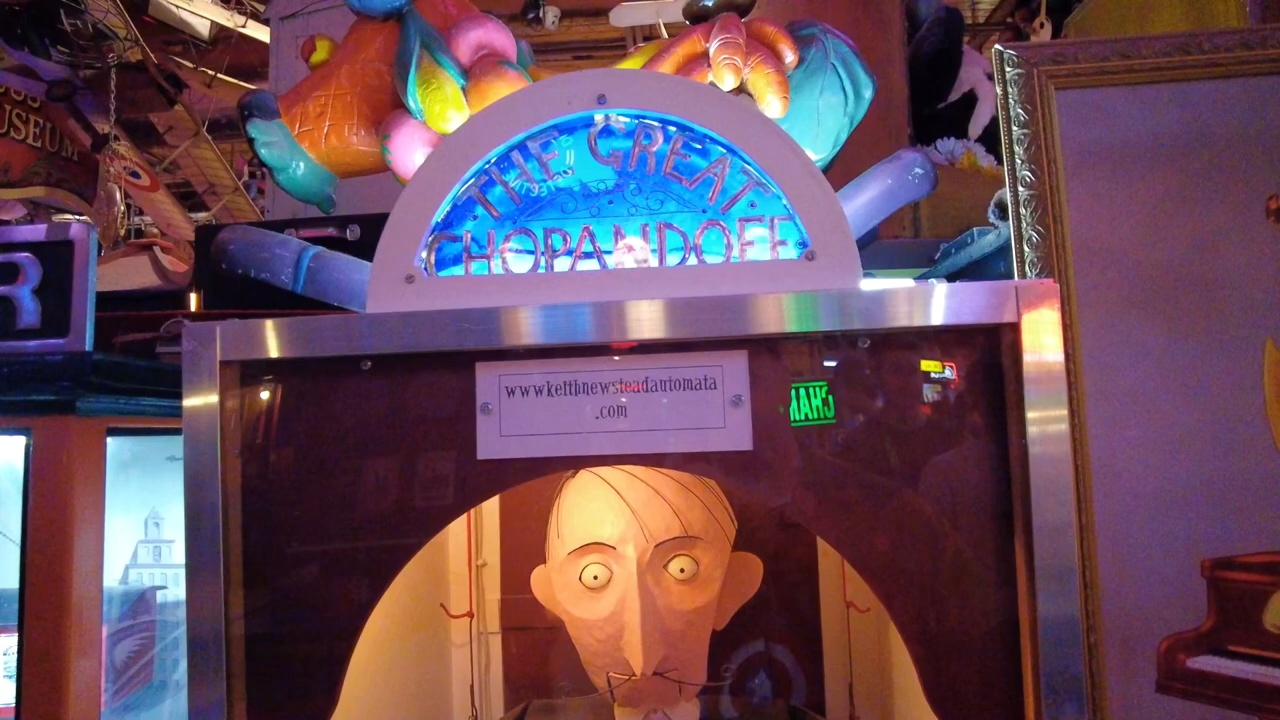 USEUM
THE GREAT
CHOPANDOFF
R
www.keithnewsteadautomata
.com